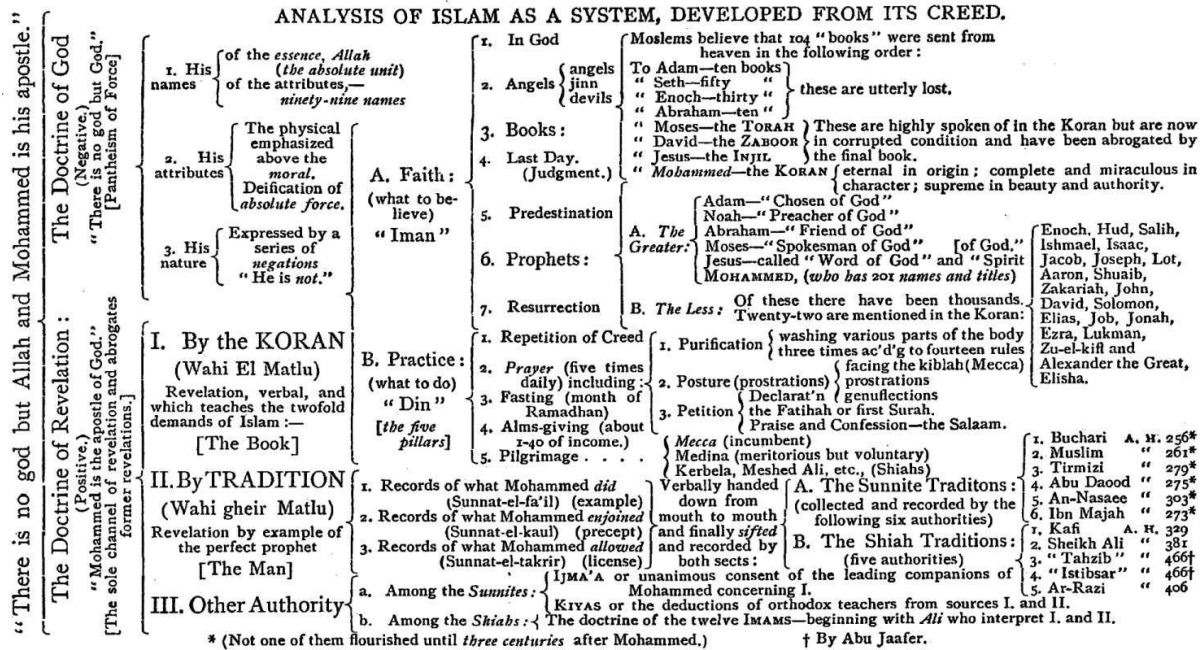 ANALYSIS OF ISLAM AS A SYSTEM, DEVELOPED FROM ITS CREED.
"There is no god but Allah and Mohammed is his apostle."
The Doctrine of God
(Negative.)
"There is no god but God."
[Pantheism of Force]
1. His names
of the essence, Allah
(the absolute unit)
of the attributes,—
ninety-nine names
2. His attributes
The physical
emphasized
above the
moral.
Deification of
absolute force.
3. His nature
Expressed by a
series of
negations
"He is not."
The Doctrine of Revelation :
(Positive.)
"Mohammed is the apostle of God."
[The sole channel of revelation and abrogates
former revelations.]
I. By the KORAN
(Wahi El Matlu)
Revelation, verbal, and
which teaches the twofold
demands of Islam :—
[The Book]
A. Faith :
(what to be-
lieve)
"Iman"
1. In God
2. Angels
angels
jinn
devils
3. Books :
4. Last Day.
(Judgment.)
5. Predestination
6. Prophets :
7. Resurrection
Moslems believe that 104 "books" were sent from
heaven in the following order :
To Adam—ten books
" Seth—fifty "
" Enoch—thirty "
" Abraham—ten "
these are utterly lost.
" Moses—the TORAH
" David—the ZABOOR
" Jesus—the INJIL
These are highly spoken of in the Koran but are now
in corrupted condition and have been abrogated by
the final book.
" Mohammed—the KORAN
eternal in origin ; complete and miraculous in
character ; supreme in beauty and authority.
A. The
Greater:
Adam—"Chosen of God"
Noah—"Preacher of God"
Abraham—"Friend of God"
Moses—"Spokesman of God" [of God."
Jesus—called "Word of God" and "Spirit
MOHAMMED, (who has 201 names and titles)
B. The Less :
Of these there have been thousands.
Twenty-two are mentioned in the Koran:
Enoch. Hud, Salih,
Ishmael, Isaac,
Jacob, Joseph, Lot,
Aaron, Shuaib,
Zakariah, John,
David, Solomon,
Elias, Job, Jonah,
Ezra, Lukman,
Zu-el-kifl and
Alexander the Great,
Elisha.
B. Practice :
(what to do)
"Din"
[the five
pillars]
1. Repetition of Creed
2. Prayer (five times
daily) including :
3. Fasting (month of
Ramadhan)
4. Alms-giving (about
1-40 of income.)
5. Pilgrimage . . . .
1. Purification
washing various parts of the body
three times ac'd'g to fourteen rules
2. Posture (prostrations)
facing the kiblah (Mecca)
prostrations
genuflections
3. Petition
Declarat'n
the Fatihah or first Surah.
Praise and Confession—the Salaam.
Mecca (incumbent)
Medina (meritorious but voluntary)
Kerbela, Meshed Ali, etc., (Shiahs)
II. By TRADITION
(Wahi gheir Matlu)
Revelation by example of
the perfect prophet
[The Man]
1. Records of what Mohammed did
(Sunnat-el-fa'il) (example)
2. Records of what Mohammed enjoined
(Sunnat-el-kaul) (precept)
3. Records of what Mohammed allowed
(Sunnat-el-takrir) (license)
Verbally handed
down from
mouth to mouth
and finally sifted
and recorded by
both sects :
A. The Sunnite Traditons :
(collected and recorded by the
following six authorities)
1. Buchari A. H. 256*
2. Muslim " 261*
3. Tirmizi " 279*
4. Abu Daood " 275*
5. An-Nasaee " 303*
6. Ibn Majah " 273*
B. The Shiah Traditions :
(five authorities)
1. Kafi A. H. 329
2. Sheikh Ali " 381
3. "Tahzib" " 466†
4. "Istibsar" " 466†
5. Ar-Razi " 406
III. Other Authority
a. Among the Sunnites :
IJMA'A or unanimous consent of the leading companions of
Mohammed concerning I.
KIYAS or the deductions of orthodox teachers from sources I. and II.
b. Among the Shiahs :
The doctrine of the twelve IMAMS—beginning with Ali who interpret I. and II.
* (Not one of them flourished until three centuries after Mohammed.)
† By Abu Jaafer.